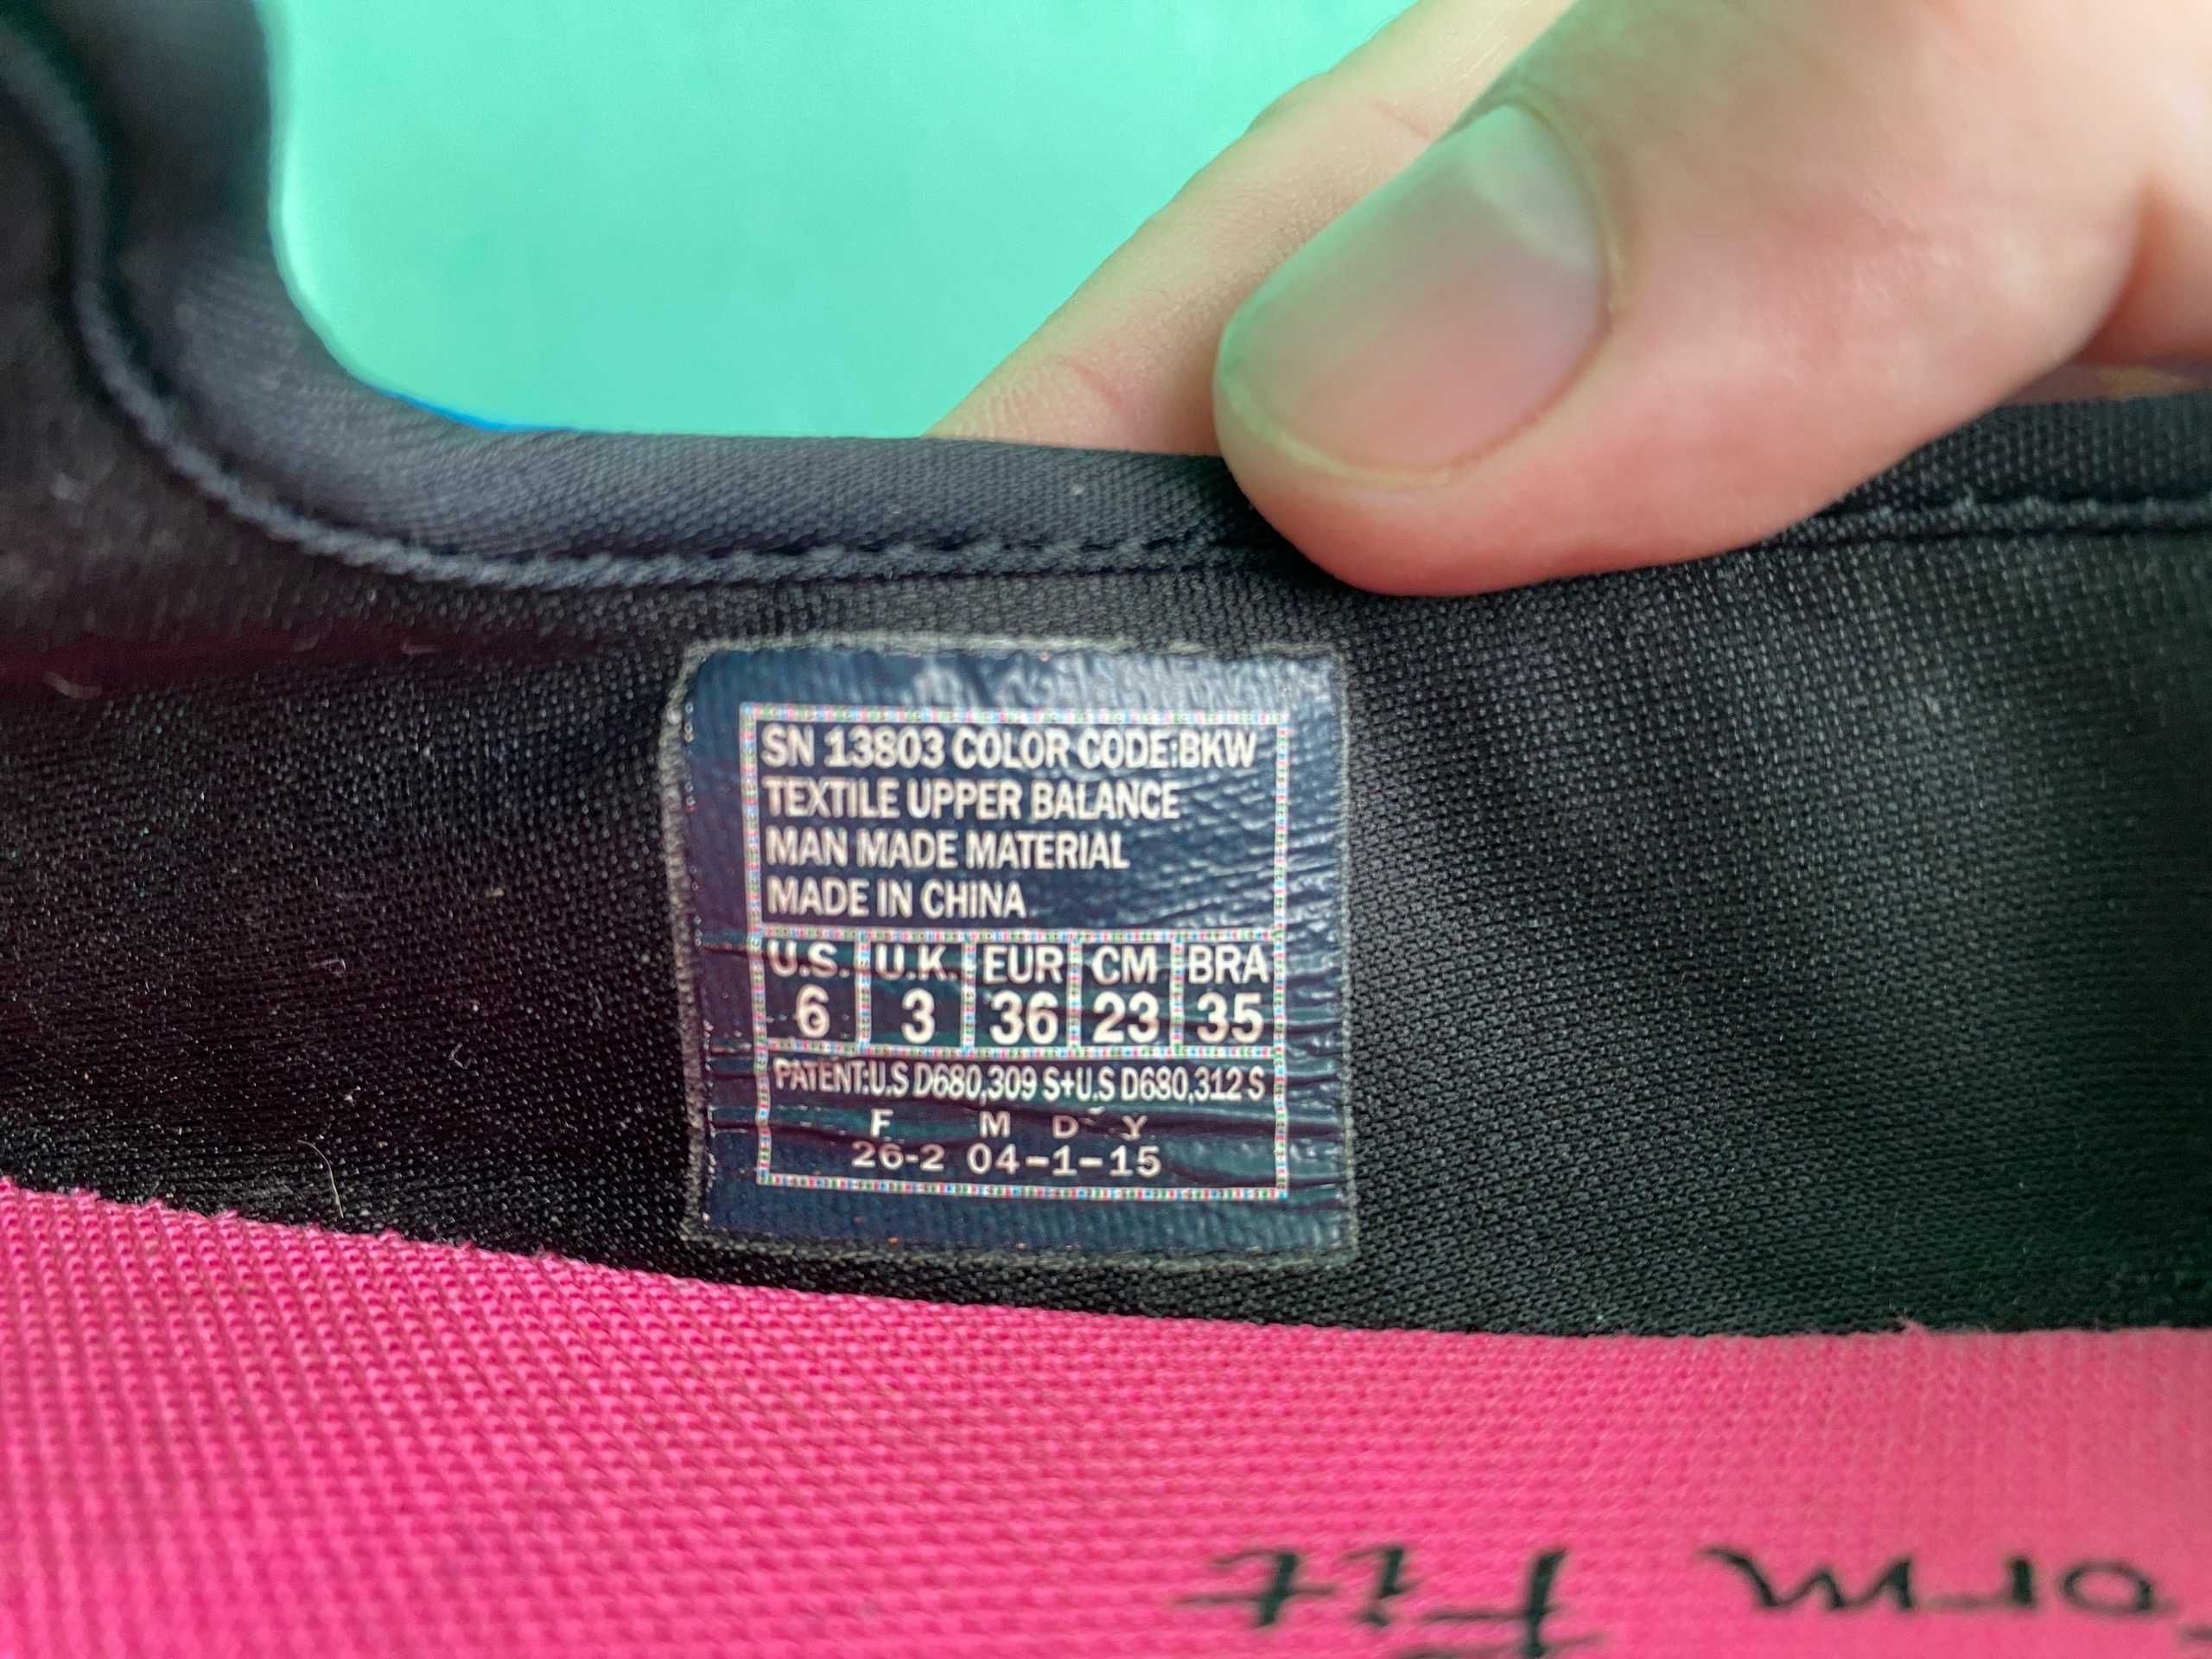 SN 13803 COLOR CODE:BKW
TEXTILE UPPER BALANCE
MAN MADE MATERIAL
MADE IN CHINA
U.S. U.K. EUR CM BRA
6 3 36 23 35
PATENT:U.S D680,309 S+U.S D680,312 S
F M D Y
26-2 04-1-15
Fit